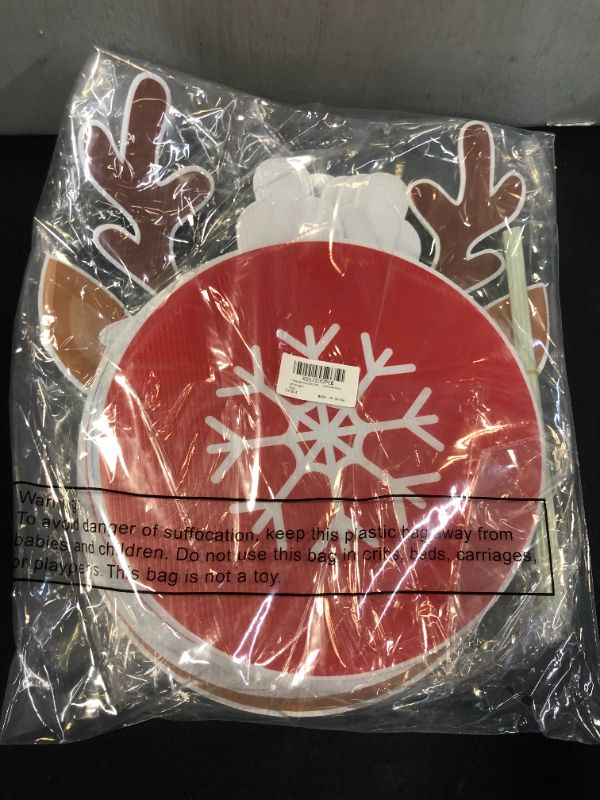 Warning:
To avoid danger of suffocation, keep this plastic bag away from
babies and children. Do not use this bag in cribs, beds, carriages,
or playpens. This bag is not a toy.